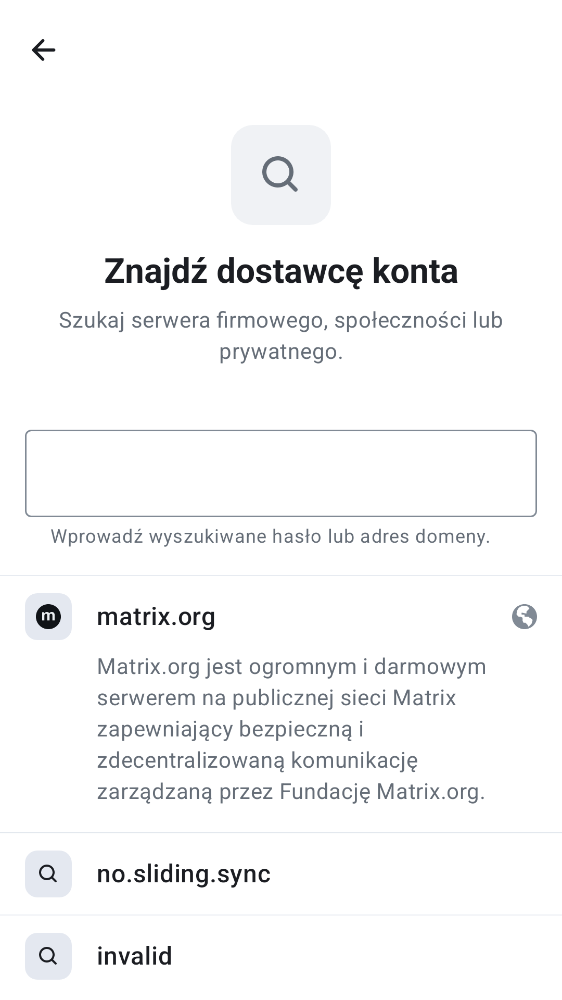 Znajdź dostawcę konta
Szukaj serwera firmowego, społeczności lub
prywatnego.
Wprowadź wyszukiwane hasło lub adres domeny.
m
matrix.org
Matrix.org jest ogromnym i darmowym
serwerem na publicznej sieci Matrix
zapewniający bezpieczną i
zdecentralizowaną komunikację
zarządzaną przez Fundację Matrix.org.
no.sliding.sync
invalid